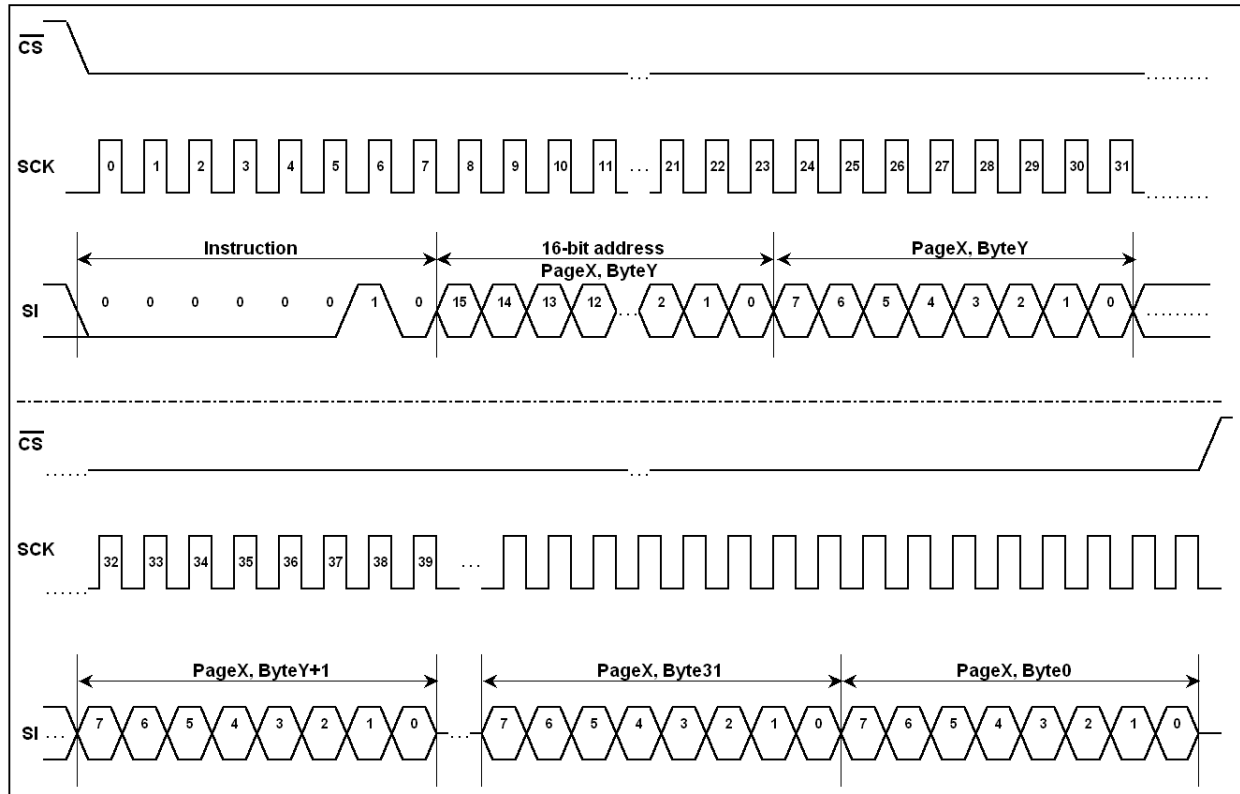 CS
...
SCK
0 1 2 3 4 5 6 7 8 9 10 11 ... 21 22 23 24 25 26 27 28 29 30 31
Instruction
16-bit address
PageX, ByteY
PageX, ByteY
SI
0 0 0 0 0 0 1 0 15 14 13 12 ... 2 1 0 7 6 5 4 3 2 1 0
CS
...
SCK
32 33 34 35 36 37 38 39 ...
PageX, ByteY+1
PageX, Byte31
PageX, Byte0
SI
... 7 6 5 4 3 2 1 0 ... 7 6 5 4 3 2 1 0 7 6 5 4 3 2 1 0